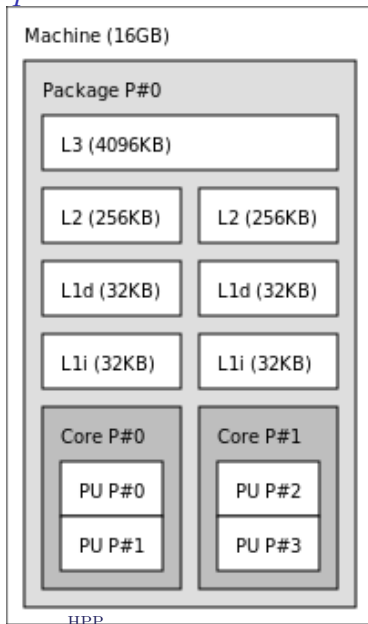 Machine (16GB)
Package P#0
L3 (4096KB)
L2 (256KB) L2 (256KB)
L1d (32KB) L1d (32KB)
L1i (32KB) L1i (32KB)
Core P#0 Core P#1
PU P#0 PU P#2
PU P#1 PU P#3
HPP